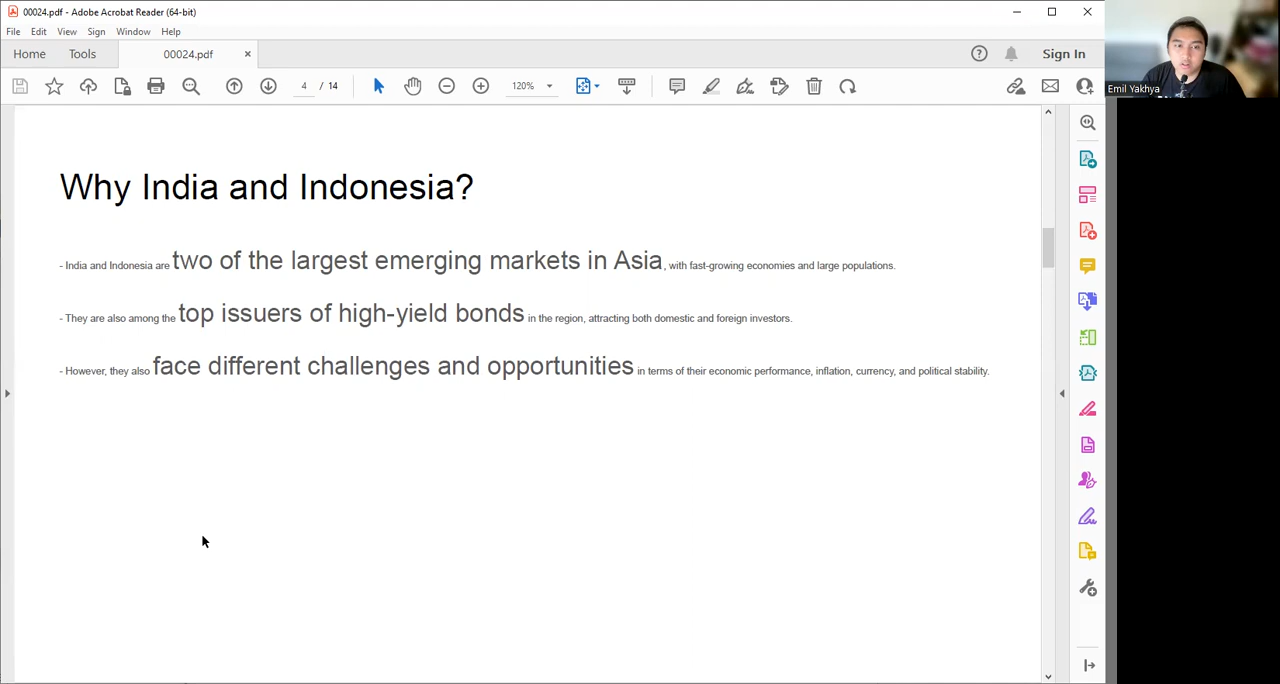 00024.pdf - Adobe Acrobat Reader (64-bit)
File Edit View Sign Window Help
Home Tools 00024.pdf × Sign In
4 / 14 120%
Emil Yakhya
Why India and Indonesia?
- India and Indonesia are two of the largest emerging markets in Asia, with fast-growing economies and large populations.
- They are also among the top issuers of high-yield bonds in the region, attracting both domestic and foreign investors.
- However, they also face different challenges and opportunities in terms of their economic performance, inflation, currency, and political stability.